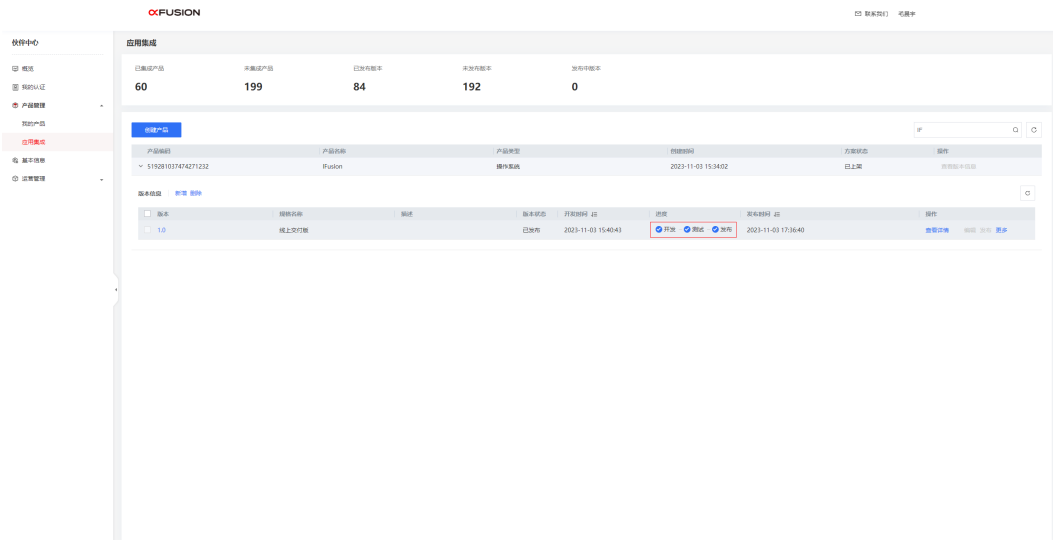 XFUSION
联系我们 毛晨宇
伙伴中心
概览
我的认证
产品管理
我的产品
应用集成
基本信息
运营管理
应用集成
已集成产品 未集成产品 已发布版本 未发布版本 发布中版本
60 199 84 192 0
创建产品
IF
产品编码 产品名称 产品类型 创建时间 方案状态 操作
519281037474271232 IFusion 操作系统 2023-11-03 15:34:02 已上架 查看版本信息
版本信息 新增 删除
版本 规格名称 描述 版本状态 开发时间 进度 发布时间 操作
1.0 线上交付版 已发布 2023-11-03 15:40:43 开发 测试 发布 2023-11-03 17:36:40 查看详情 编辑 发布 更多